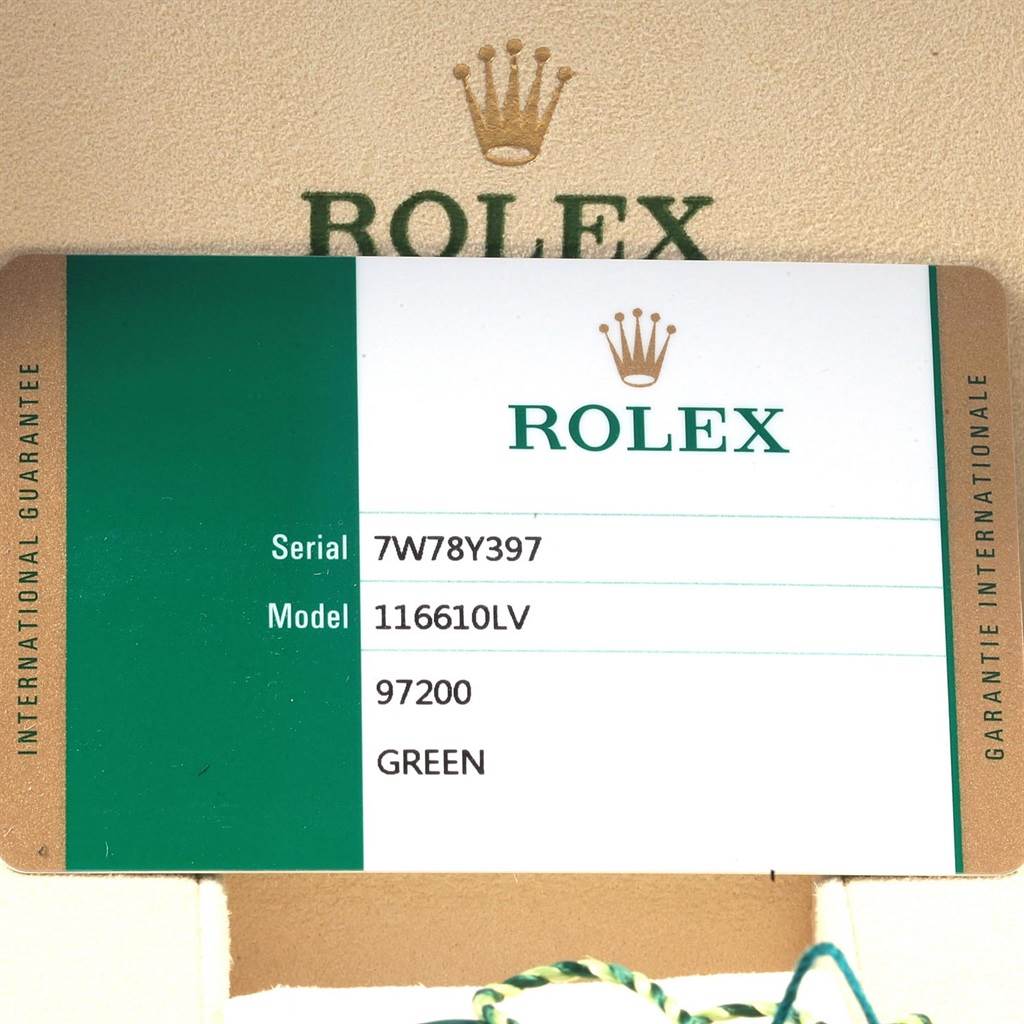 ROLEX
INTERNATIONAL GUARANTEE
ROLEX
Serial 7W78Y397
Model 116610LV
97200
GREEN
GARANTIE INTERNATIONALE